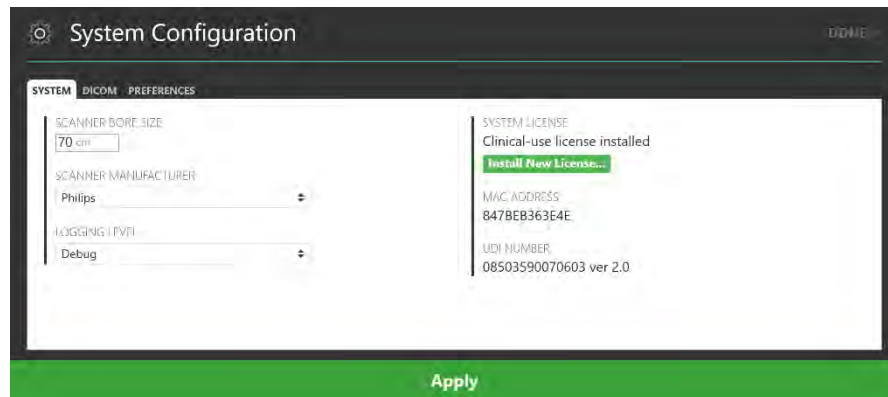 System Configuration
DONE
SYSTEM DICOM PREFERENCES
SCANNER BORE SIZE
70 cm
SCANNER MANUFACTURER
Philips
LOGGING LEVEL
Debug
SYSTEM LICENSE
Clinical-use license installed
Install New License...
MAC ADDRESS
847BEB363E4E
UDI NUMBER
08503590070603 ver 2.0
Apply